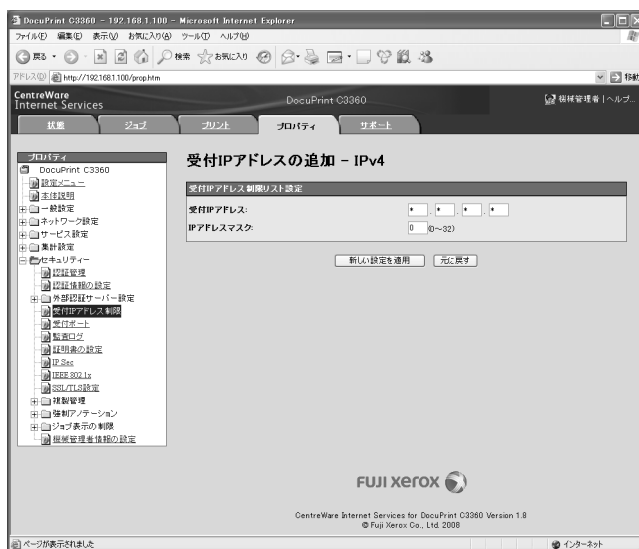 DocuPrint C3360 - 192.168.1.100 - Microsoft Internet Explorer
ファイル(F) 編集(E) 表示(V) お気に入り(A) ツール(T) ヘルプ(H)
戻る 検索 お気に入り
アドレス(D) http://192.168.1.100/prop.htm 移動
CentreWare
Internet Services
DocuPrint C3360
機械管理者 | ヘルプ...
状態 ジョブ プリント プロパティ サポート
プロパティ
DocuPrint C3360
設定メニュー
本体説明
一般設定
ネットワーク設定
サービス設定
集計設定
セキュリティー
認証管理
認証情報の設定
外部認証サーバー設定
受付IPアドレス制限
受付ポート
監査ログ
証明書の設定
IP Sec
IEEE 802.1x
SSL/TLS設定
複製管理
強制アノテーション
ジョブ表示の制限
機械管理者情報の設定
受付IPアドレスの追加 - IPv4
受付IPアドレス制限リスト設定
受付IPアドレス: * . * . * . *
IPアドレスマスク: 0 (0～32)
新しい設定を適用 元に戻す
FUJI XEROX
CentreWare Internet Services for DocuPrint C3360 Version 1.8
© Fuji Xerox Co., Ltd. 2008
ページが表示されました インターネット